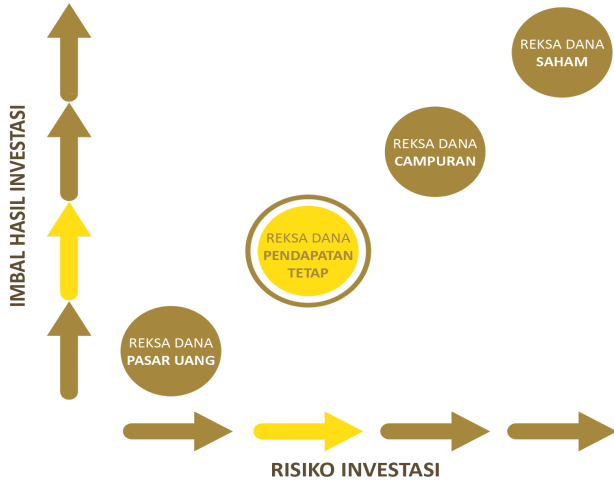 REKSA DANA
SAHAM
REKSA DANA
CAMPURAN
REKSA DANA
PENDAPATAN
TETAP
REKSA DANA
PASAR UANG
IMBAL HASIL INVESTASI
RISIKO INVESTASI